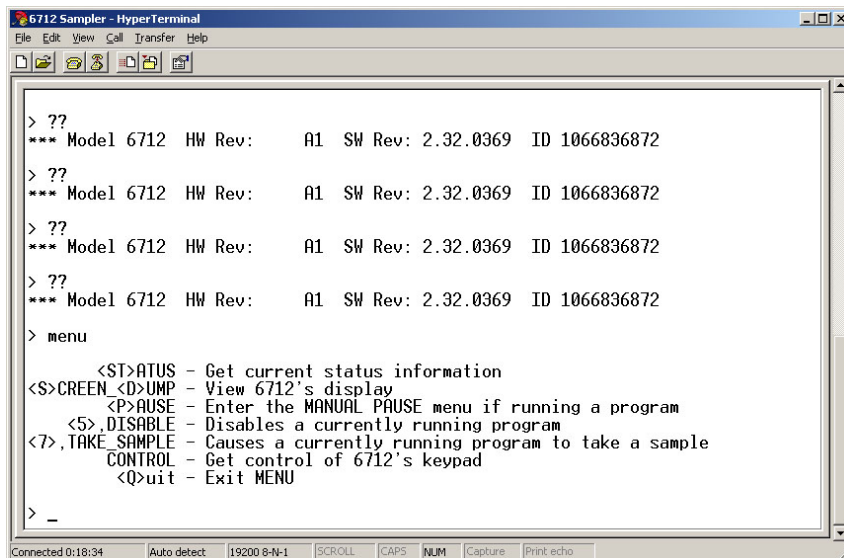 6712 Sampler - HyperTerminal
File Edit View Call Transfer Help
> ??
*** Model 6712 HW Rev: A1 SW Rev: 2.32.0369 ID 1066836872
> ??
*** Model 6712 HW Rev: A1 SW Rev: 2.32.0369 ID 1066836872
> ??
*** Model 6712 HW Rev: A1 SW Rev: 2.32.0369 ID 1066836872
> ??
*** Model 6712 HW Rev: A1 SW Rev: 2.32.0369 ID 1066836872
> menu
<ST>ATUS - Get current status information
<S>CREEN_<D>UMP - View 6712's display
<P>AUSE - Enter the MANUAL PAUSE menu if running a program
<5>,DISABLE - Disables a currently running program
<7>,TAKE_SAMPLE - Causes a currently running program to take a sample
CONTROL - Get control of 6712's keypad
<Q>uit - Exit MENU
> _
Connected 0:18:34 Auto detect 19200 8-N-1 SCROLL CAPS NUM Capture Print echo